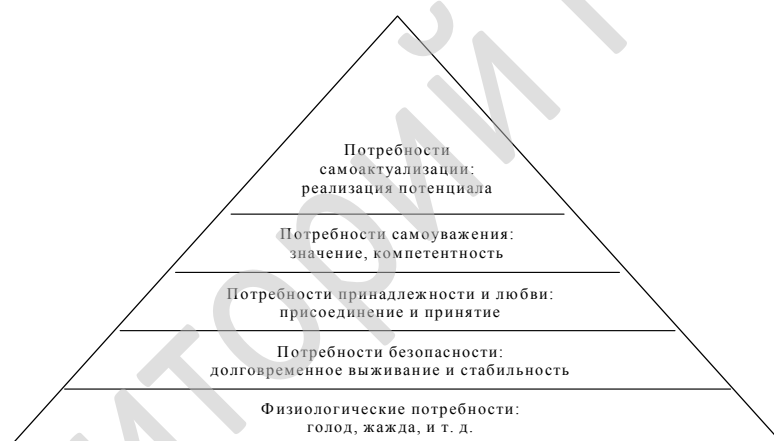 Потребности
самоактуализации:
реализация потенциала
Потребности самоуважения:
значение, компетентность
Потребности принадлежности и любви:
присоединение и принятие
Потребности безопасности:
долговременное выживание и стабильность
Физиологические потребности:
голод, жажда, и т. д.